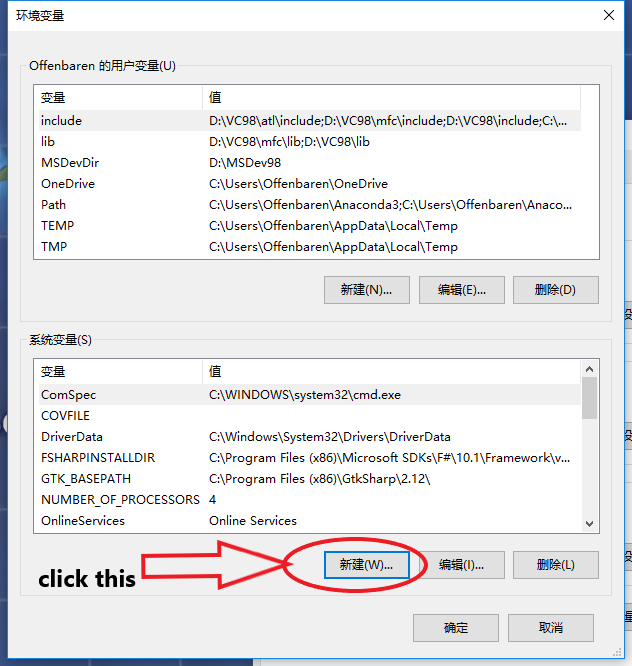 环境变量
Offenbaren 的用户变量(U)
变量 值
include D:\VC98\atl\include;D:\VC98\mfc\include;D:\VC98\include;C:\...
lib D:\VC98\mfc\lib;D:\VC98\lib
MSDevDir D:\MSDev98
OneDrive C:\Users\Offenbaren\OneDrive
Path C:\Users\Offenbaren\Anaconda3;C:\Users\Offenbaren\Anaco...
TEMP C:\Users\Offenbaren\AppData\Local\Temp
TMP C:\Users\Offenbaren\AppData\Local\Temp
新建(N)... 编辑(E)... 删除(D)
系统变量(S)
变量 值
ComSpec C:\WINDOWS\system32\cmd.exe
COVFILE
DriverData C:\Windows\System32\Drivers\DriverData
FSHARPINSTALLDIR C:\Program Files (x86)\Microsoft SDKs\F#\10.1\Framework\v...
GTK_BASEPATH C:\Program Files (x86)\GtkSharp\2.12\
NUMBER_OF_PROCESSORS 4
OnlineServices Online Services
新建(W)... 编辑(I)... 删除(L)
click this
确定 取消